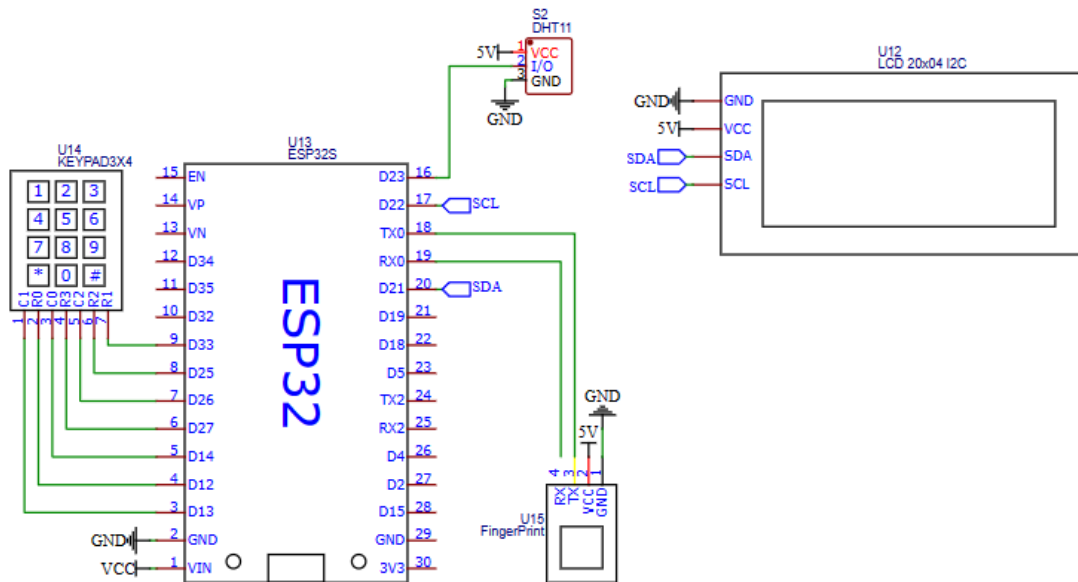 S2
DHT11
5V
1 VCC
2 I/O
3 GND
GND
U12
LCD 20x04 I2C
GND GND
5V VCC
SDA SDA
SCL SCL
U14
KEYPAD3X4
1 2 3
4 5 6
7 8 9
* 0 #
C1 R0 C0 R3 C2 R2 R1
1 2 3 4 5 6 7
U13
ESP32S
15 EN
14 VP
13 VN
12 D34
11 D35
10 D32
9 D33
8 D25
7 D26
6 D27
5 D14
4 D12
3 D13
GND 2 GND
VCC 1 VIN
ESP32
D23 16
D22 17 SCL
TX0 18
RX0 19
D21 20 SDA
D19 21
D18 22
D5 23
TX2 24
RX2 25
D4 26
D2 27
D15 28
GND 29
3V3 30
GND
5V
4 3 2 1
RX TX VCC GND
U15
FingerPrint